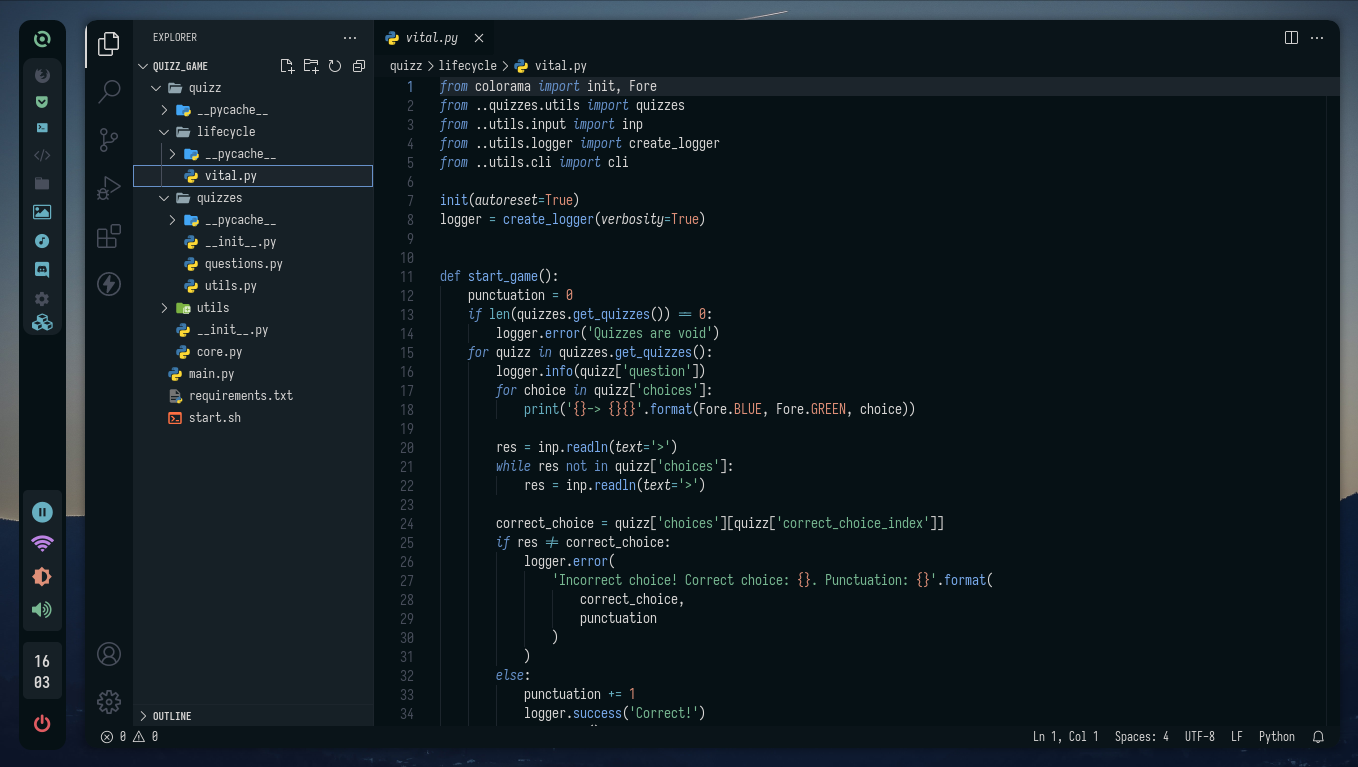 EXPLORER
QUIZZ_GAME
quizz
__pycache__
lifecycle
__pycache__
vital.py
quizzes
__pycache__
__init__.py
questions.py
utils.py
utils
__init__.py
core.py
main.py
requirements.txt
start.sh
OUTLINE
16
03
vital.py
quizz > lifecycle > vital.py
1 from colorama import init, Fore
2 from ..quizzes.utils import quizzes
3 from ..utils.input import inp
4 from ..utils.logger import create_logger
5 from ..utils.cli import cli
6
7 init(autoreset=True)
8 logger = create_logger(verbosity=True)
9
10
11 def start_game():
12     punctuation = 0
13     if len(quizzes.get_quizzes()) == 0:
14         logger.error('Quizzes are void')
15     for quizz in quizzes.get_quizzes():
16         logger.info(quizz['question'])
17         for choice in quizz['choices']:
18             print('{}-> {}{}'.format(Fore.BLUE, Fore.GREEN, choice))
19
20         res = inp.readln(text='>')
21         while res not in quizz['choices']:
22             res = inp.readln(text='>')
23
24         correct_choice = quizz['choices'][quizz['correct_choice_index']]
25         if res != correct_choice:
26             logger.error(
27                 'Incorrect choice! Correct choice: {}. Punctuation: {}'.format(
28                     correct_choice,
29                     punctuation
30                 )
31             )
32         else:
33             punctuation += 1
34             logger.success('Correct!')
0 0
Ln 1, Col 1 Spaces: 4 UTF-8 LF Python